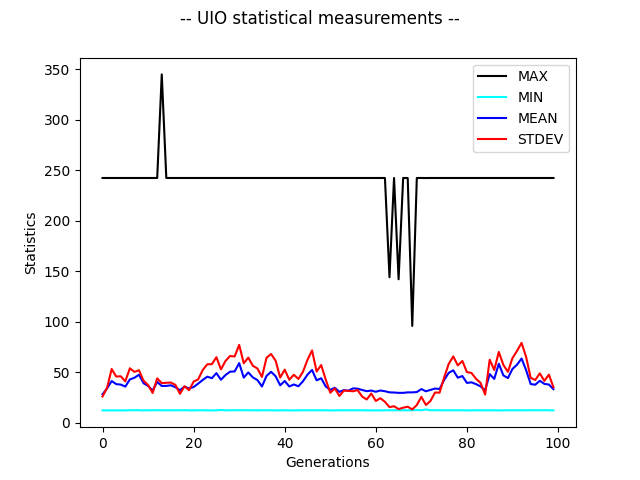 -- UIO statistical measurements --
350
300
250
200
150
100
50
0
Statistics
MAX
MIN
MEAN
STDEV
0 20 40 60 80 100
Generations